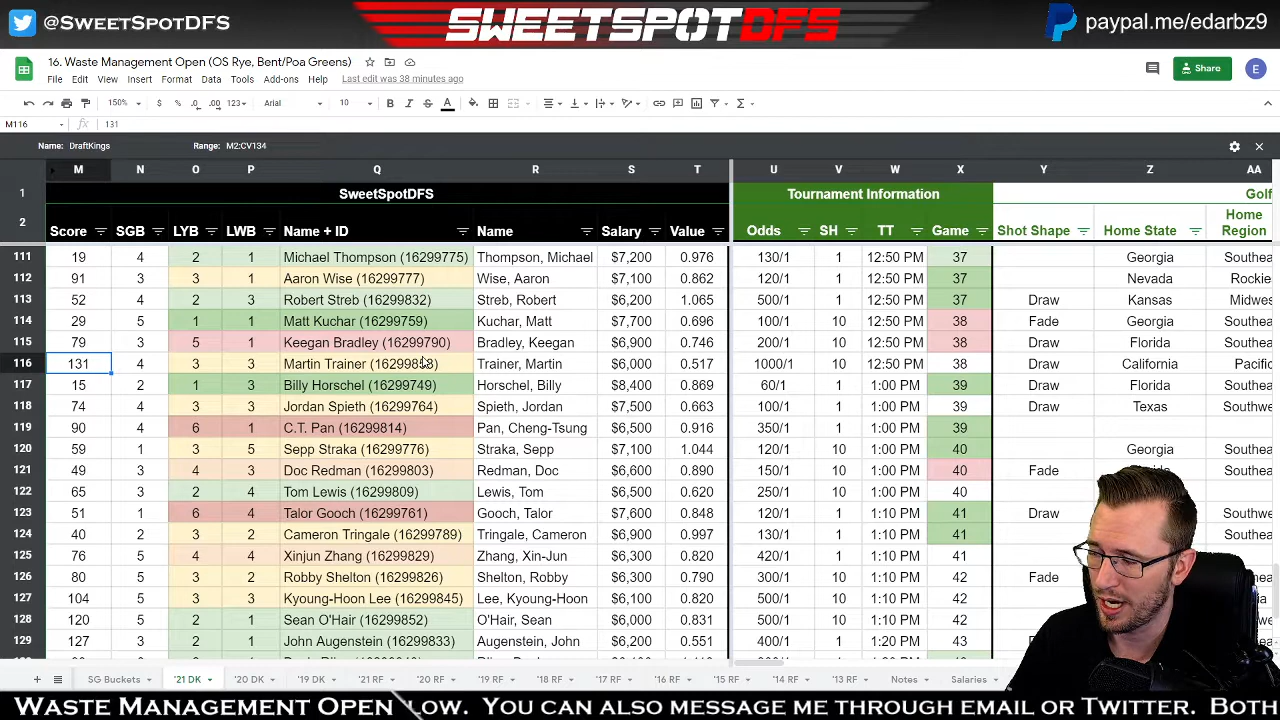 @SweetSpotDFS
SWEETSPOTDFS
paypal.me/edarbz9
16. Waste Management Open (OS Rye, Bent/Poa Greens)
File Edit View Insert Format Data Tools Add-ons Help Last edit was 38 minutes ago
Share
E
150% $ % .0 .00 123 Arial 10 B I S A
M116 fx 131
Name: DraftKings Range: M2:CV134
M N O P Q R S T U V W X Y Z AA
1 SweetSpotDFS Tournament Information Golf
2 Score SGB LYB LWB Name + ID Name Salary Value Odds SH TT Game Shot Shape Home State Home Region
111 19 4 2 1 Michael Thompson (16299775) Thompson, Michael $7,200 0.976 130/1 1 12:50 PM 37 Georgia Southea
112 91 3 3 1 Aaron Wise (16299777) Wise, Aaron $7,100 0.862 120/1 1 12:50 PM 37 Nevada Rockie
113 52 4 2 3 Robert Streb (16299832) Streb, Robert $6,200 1.065 500/1 1 12:50 PM 37 Draw Kansas Midwes
114 29 5 1 1 Matt Kuchar (16299759) Kuchar, Matt $7,700 0.696 100/1 10 12:50 PM 38 Fade Georgia Southea
115 79 3 5 1 Keegan Bradley (16299790) Bradley, Keegan $6,900 0.746 200/1 10 12:50 PM 38 Draw Florida Southea
116 131 4 3 3 Martin Trainer Trainer, Martin $6,000 0.517 1000/1 10 12:50 PM 38 Draw California Pacific
117 15 2 1 3 Billy Horschel (16299749) Horschel, Billy $8,400 0.869 60/1 1 1:00 PM 39 Draw Florida Southea
118 74 4 3 3 Jordan Spieth (16299764) Spieth, Jordan $7,500 0.663 100/1 1 1:00 PM 39 Draw Texas Southwe
119 90 4 6 1 C.T. Pan (16299814) Pan, Cheng-Tsung $6,500 0.916 350/1 1 1:00 PM 39
120 59 1 3 5 Sepp Straka (16299776) Straka, Sepp $7,100 1.044 200/1 10 1:00 PM 40 Georgia Southea
121 49 3 4 3 Doc Redman (16299803) Redman, Doc $6,600 0.890 150/1 10 1:00 PM 40 Fade Southea
122 65 3 2 4 Tom Lewis (16299809) Lewis, Tom $6,500 0.620 250/1 10 1:00 PM 40
123 51 1 6 4 Talor Gooch (16299761) Gooch, Talor $7,600 0.848 120/1 1 1:10 PM 41 Draw
124 40 2 3 2 Cameron Tringale (16299789) Tringale, Cameron $6,900 0.997 120/1 1 1:10 PM 41
125 76 5 4 4 Xinjun Zhang (16299829) Zhang, Xin-Jun $6,300 0.820 420/1 1 1:10 PM 41
126 80 5 3 2 Robby Shelton (16299826) Shelton, Robby $6,300 0.790 300/1 10 1:10 PM 42 Fade
127 104 5 3 3 Kyoung-Hoon Lee (16299845) Lee, Kyoung-Hoon $6,100 0.820 500/1 10 1:10 PM 42
128 120 5 2 1 Sean O'Hair (16299852) O'Hair, Sean $6,000 0.831 500/1 10 1:10 PM 42
129 127 3 2 1 John Augenstein (16299833) Augenstein, John $6,200 0.551 400/1 1 1:20 PM 43
SG Buckets '21 DK '20 DK '19 DK '21 RF '20 RF '19 RF '18 RF '17 RF '16 RF '15 RF '14 RF '13 RF Notes Salaries
Waste Management Open low. You can also message me through email or Twitter. Both